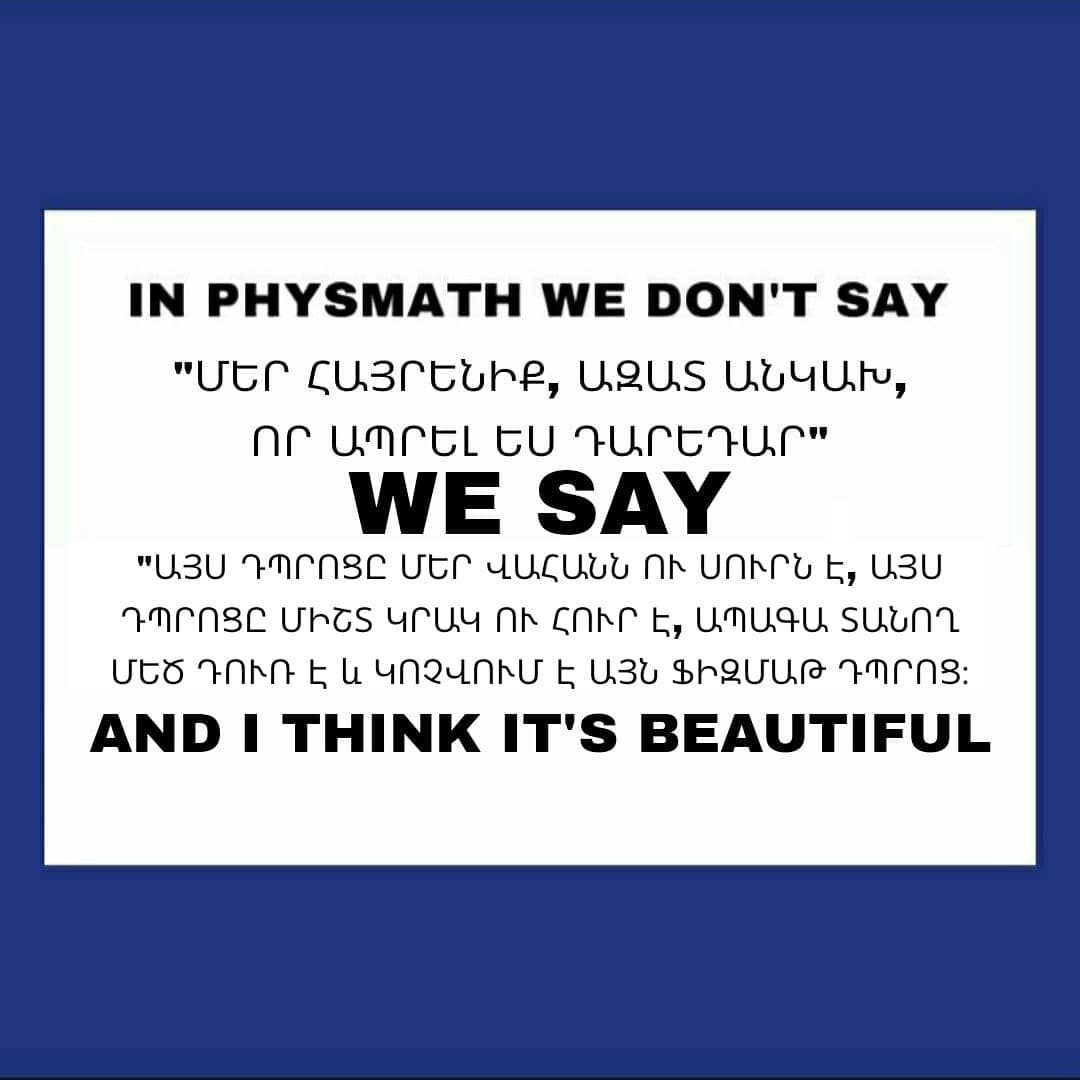 IN PHYSMATH WE DON'T SAY
"ՄԵՐ ՀԱՅՐԵՆԻՔ, ԱԶԱՏ ԱՆԿԱԽ,
ՈՐ ԱՊՐԵԼ ԵՍ ԴԱՐԵԴԱՐ"
WE SAY
"ԱՅՍ ԴՊՐՈՑԸ ՄԵՐ ՎԱՀԱՆՆ ՈՒ ՍՈՒՐՆ Է, ԱՅՍ
ԴՊՐՈՑԸ ՄԻՇՏ ԿՐԱԿ ՈՒ ՀՈՒՐ Է, ԱՊԱԳԱ ՏԱՆՈՂ
ՄԵԾ ԴՈՒՌ Է և ԿՈՉՎՈՒՄ Է ԱՅՆ ՖԻԶՄԱԹ ԴՊՐՈՑ:
AND I THINK IT'S BEAUTIFUL